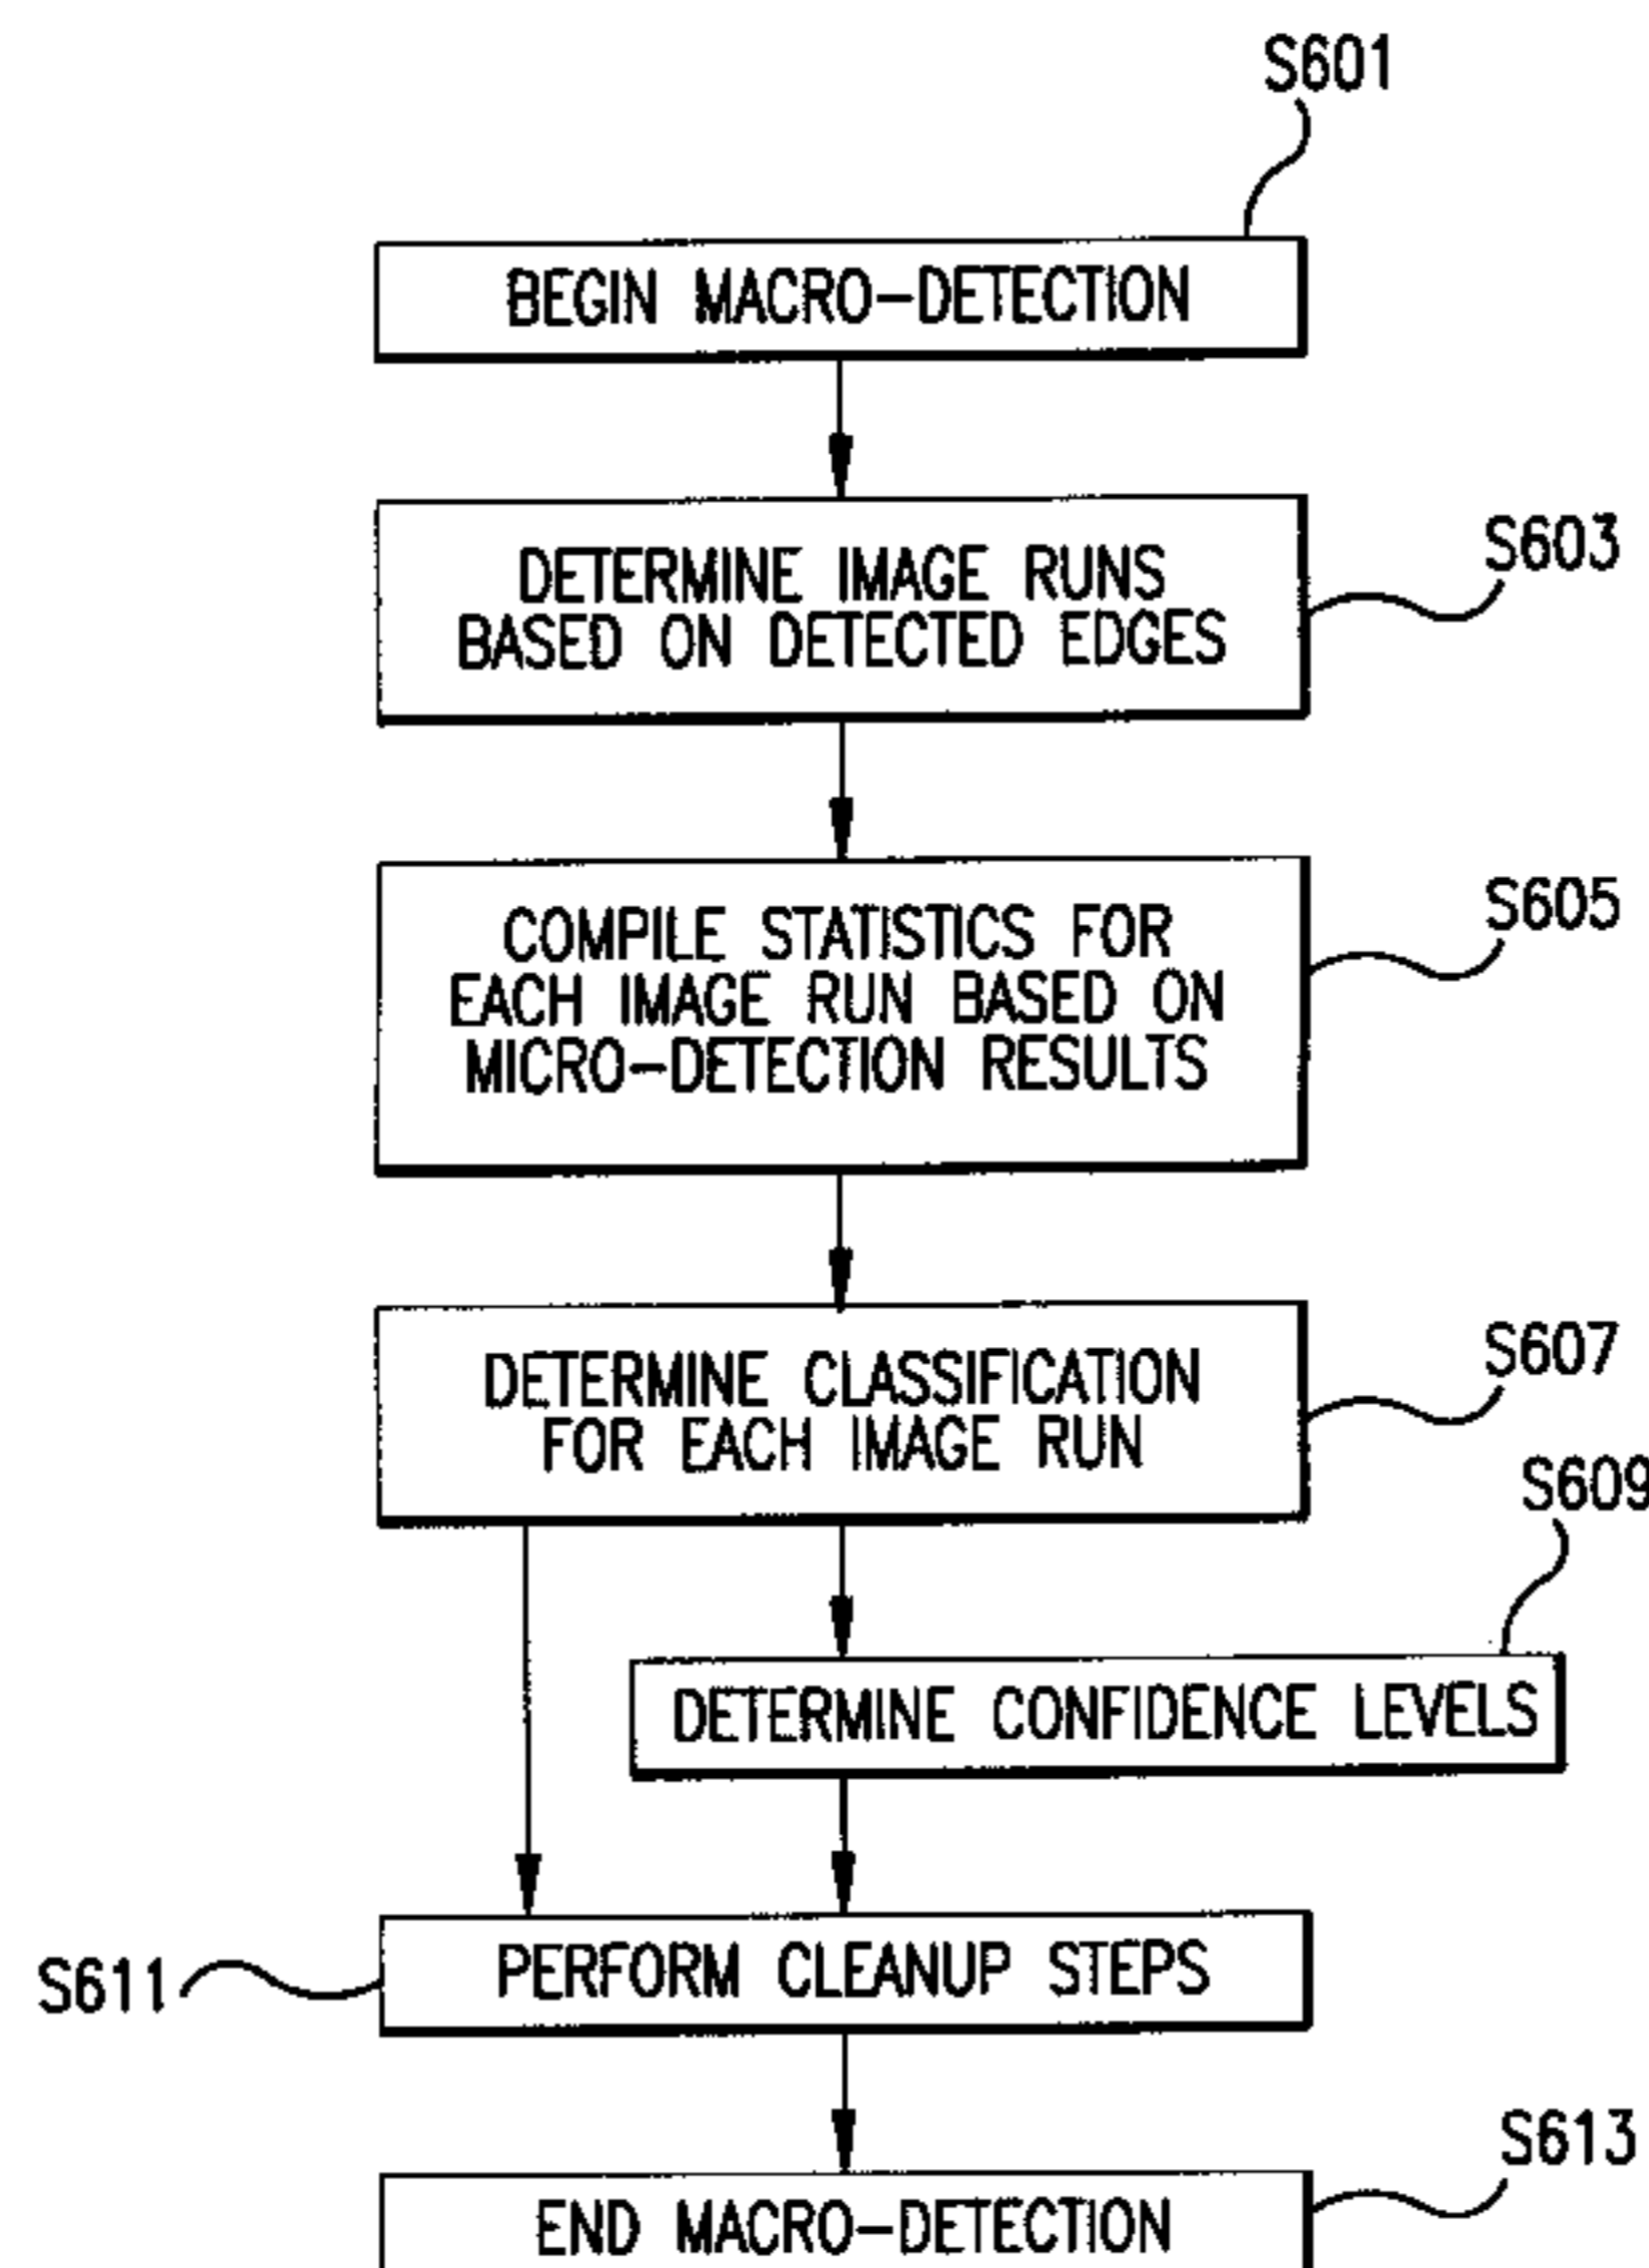 S601
BEGIN MACRO-DETECTION
S603
DETERMINE IMAGE RUNS
BASED ON DETECTED EDGES
S605
COMPILE STATISTICS FOR
EACH IMAGE RUN BASED ON
MICRO-DETECTION RESULTS
S607
DETERMINE CLASSIFICATION
FOR EACH IMAGE RUN
S609
DETERMINE CONFIDENCE LEVELS
S611
PERFORM CLEANUP STEPS
S613
END MACRO-DETECTION